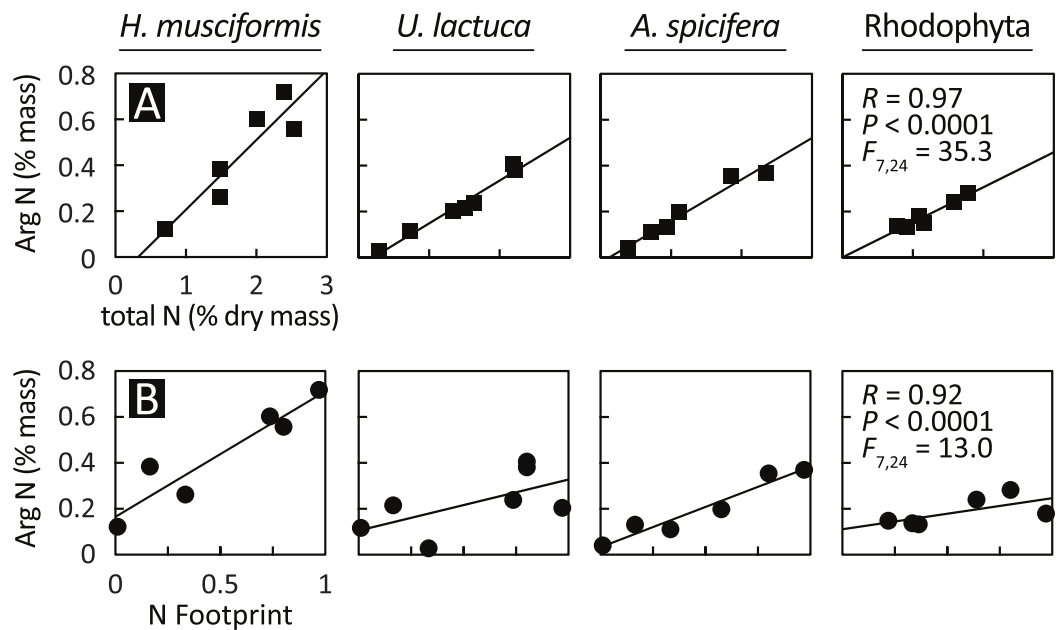 H. musciformis
U. lactuca
A. spicifera
Rhodophyta
A
Arg N (% mass)
0.8
0.6
0.4
0.2
0
0 1 2 3
total N (% dry mass)
R = 0.97
P < 0.0001
F7,24 = 35.3
B
Arg N (% mass)
0.8
0.6
0.4
0.2
0
0 0.5 1
N Footprint
R = 0.92
P < 0.0001
F7,24 = 13.0